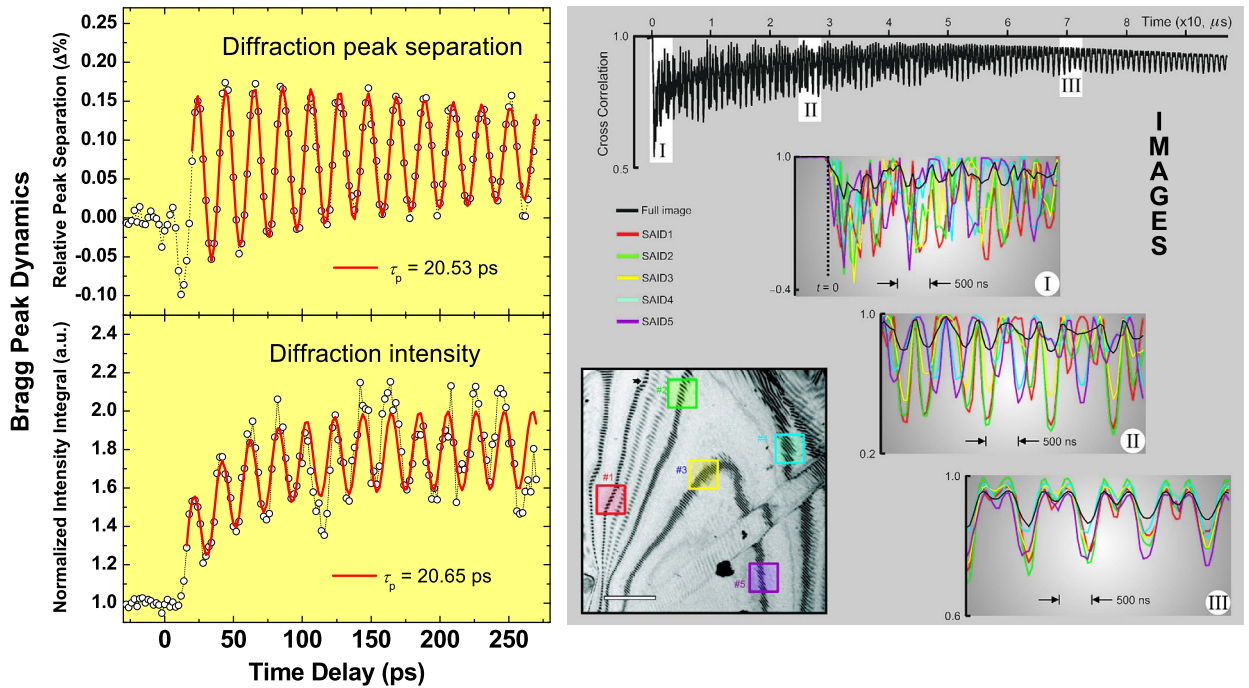 Bragg Peak Dynamics
Relative Peak Separation (Δ%)
0.25
0.20
0.15
0.10
0.05
0.00
-0.05
-0.10
Diffraction peak separation
τp = 20.53 ps
Normalized Intensity Integral (a.u.)
2.4
2.2
2.0
1.8
1.6
1.4
1.2
1.0
Diffraction intensity
τp = 20.65 ps
0 50 100 150 200 250
Time Delay (ps)
0 1 2 3 4 5 6 7 8 Time (x10, μs)
Cross Correlation
1.0
0.5
I
II
III
IMAGES
Full image
SAID1
SAID2
SAID3
SAID4
SAID5
1.0
-0.4
t = 0
500 ns
I
1.0
0.2
500 ns
II
1.0
0.6
500 ns
III
#2
#4
#3
#1
#5